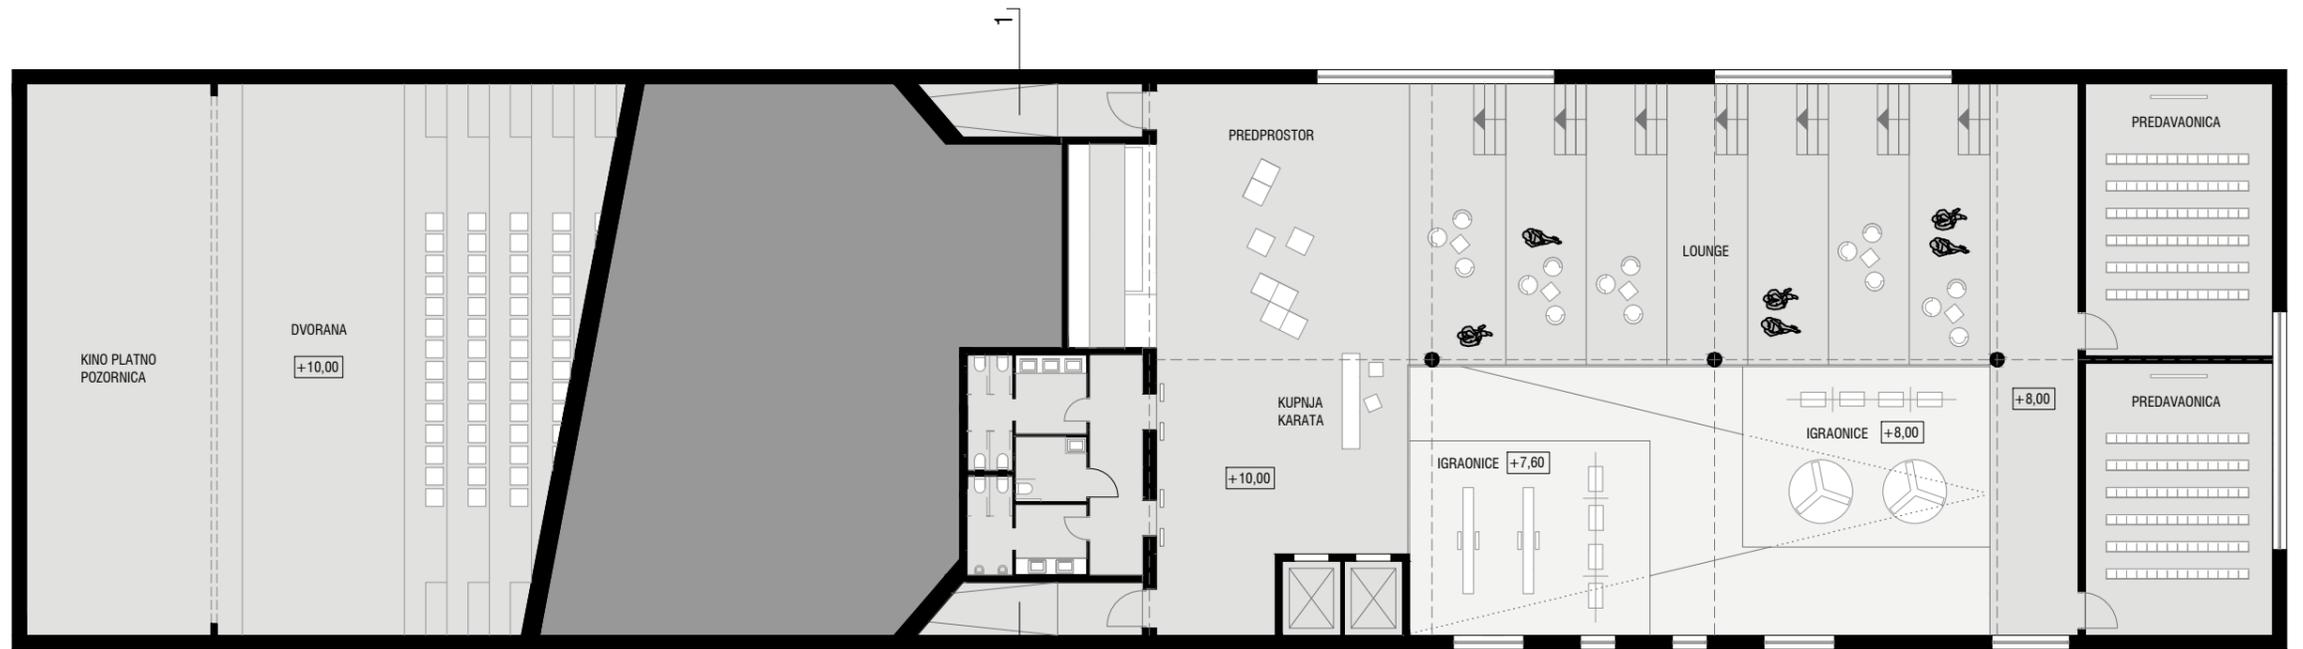 1
PREDPROSTOR
PREDAVAONICA
LOUNGE
DVORANA
+10,00
KINO PLATNO
POZORNICA
KUPNJA
KARATA
+10,00
IGRAONICE +7,60
IGRAONICE +8,00
+8,00
PREDAVAONICA